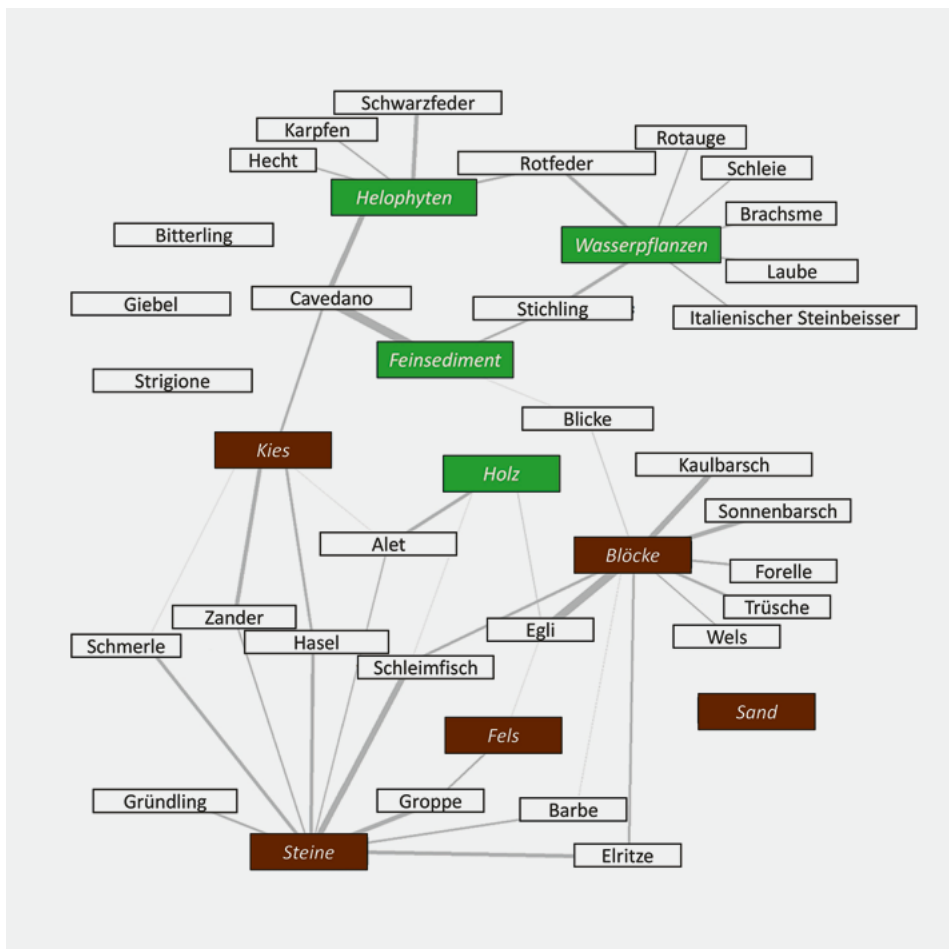 Schwarzfeder
Karpfen
Rotauge
Hecht
Rotfeder
Schleie
Helophyten
Brachsme
Bitterling
Wasserpflanzen
Laube
Giebel
Cavedano
Stichling
Italienischer Steinbeisser
Feinsediment
Strigione
Blicke
Kies
Holz
Kaulbarsch
Sonnenbarsch
Alet
Blöcke
Forelle
Trüsche
Zander
Egli
Wels
Schmerle
Hasel
Schleimfisch
Sand
Fels
Gründling
Groppe
Barbe
Steine
Elritze